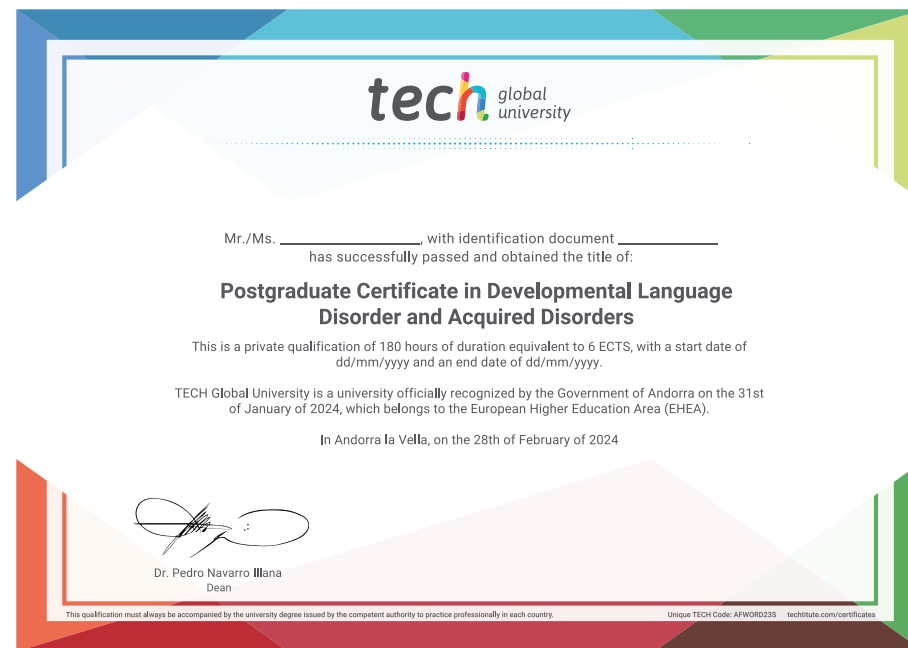 tech global
university
Mr./Ms. ____________________, with identification document ______________
has successfully passed and obtained the title of:
Postgraduate Certificate in Developmental Language
Disorder and Acquired Disorders
This is a private qualification of 180 hours of duration equivalent to 6 ECTS, with a start date of
dd/mm/yyyy and an end date of dd/mm/yyyy.
TECH Global University is a university officially recognized by the Government of Andorra on the 31st
of January of 2024, which belongs to the European Higher Education Area (EHEA).
In Andorra la Vella, on the 28th of February of 2024
Dr. Pedro Navarro Illana
Dean
This qualification must always be accompanied by the university degree issued by the competent authority to practice professionally in each country. Unique TECH Code: AFWORD23S techtitute.com/certificates